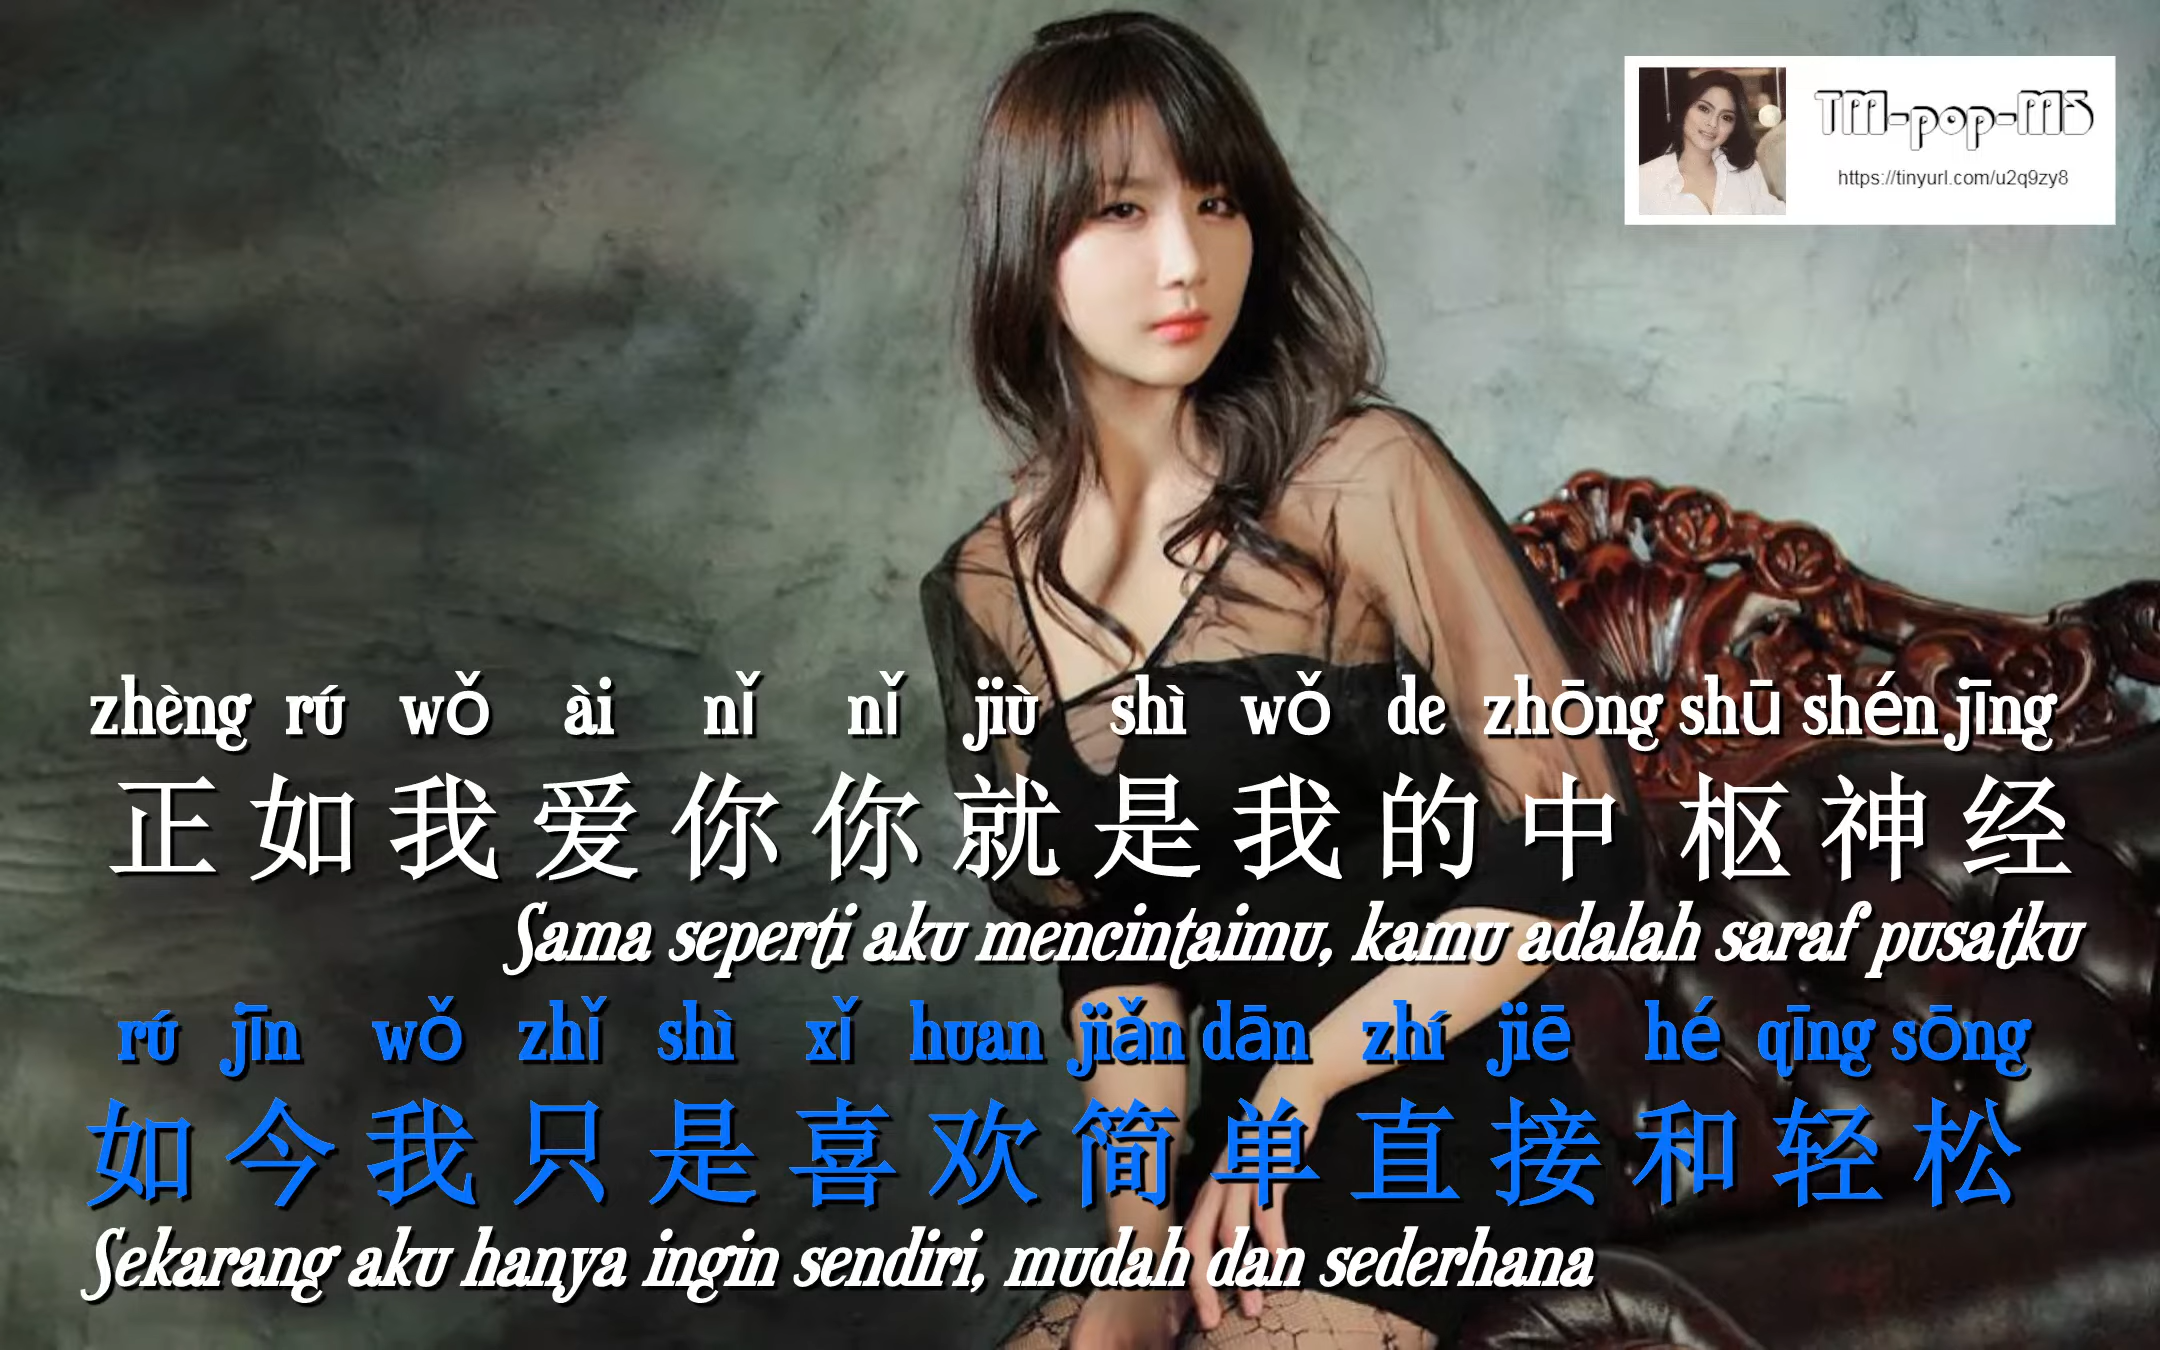 TM-pop-MS
https://tinyurl.com/u2q9zy8
zhèng rú wǒ ài nǐ nǐ jiù shì wǒ de zhōng shū shén jīng
正如我爱你你就是我的中枢神经
Sama seperti aku mencintaimu, kamu adalah saraf pusatku
rú jīn wǒ zhǐ shì xǐ huan jiǎn dān zhí jiē hé qīng sōng
如今我只是喜欢简单直接和轻松
Sekarang aku hanya ingin sendiri, mudah dan sederhana